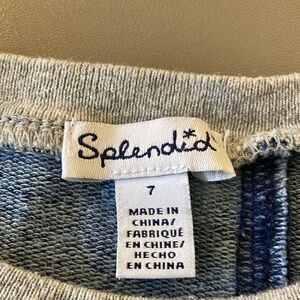 Splendid
7
MADE IN
CHINA/
FABRIQUÉ
EN CHINE/
HECHO
EN CHINA